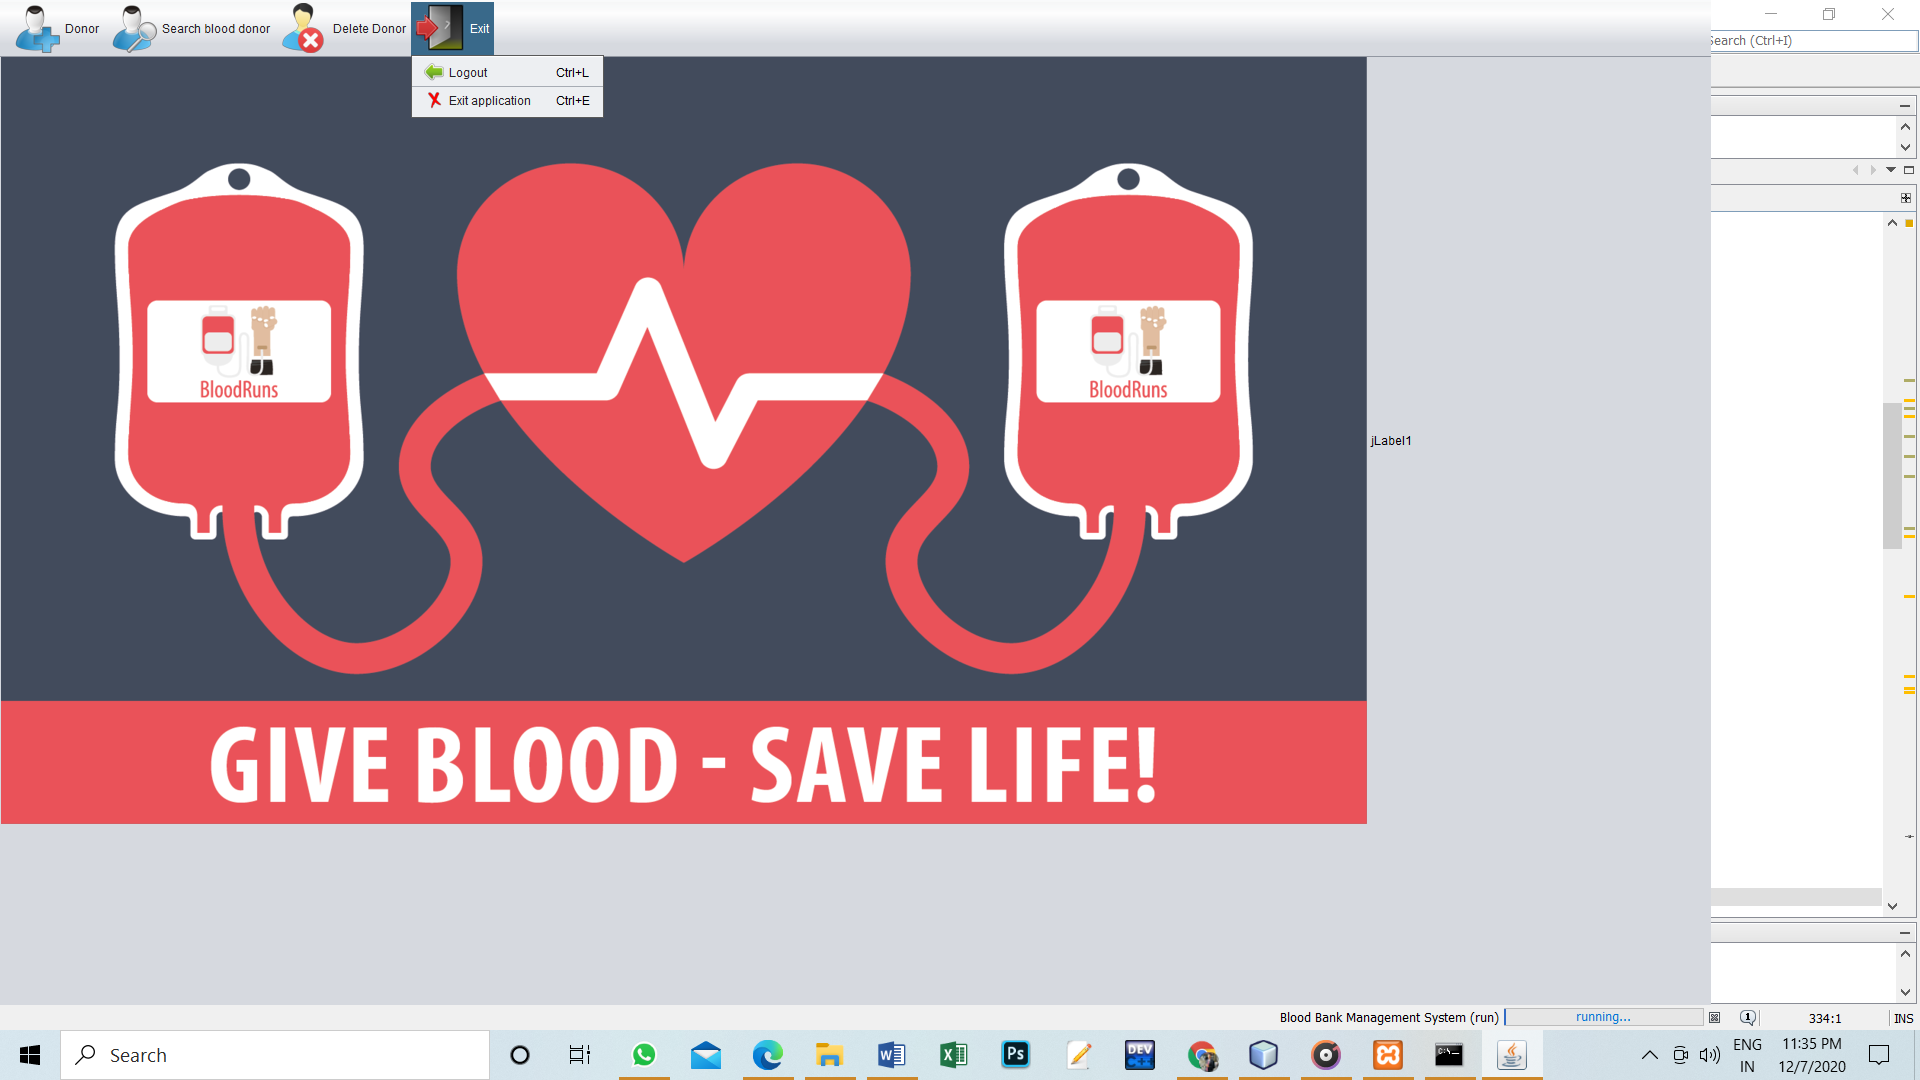 Donor
Search blood donor
Delete Donor
Exit
Logout Ctrl+L
Exit application Ctrl+E
Search (Ctrl+I)
BloodRuns
BloodRuns
jLabel1
GIVE BLOOD - SAVE LIFE!
Blood Bank Management System (run)
running...
334:1
INS
Search
W
X
Ps
DEV
C++
C:\_
ENG
IN
11:35 PM
12/7/2020